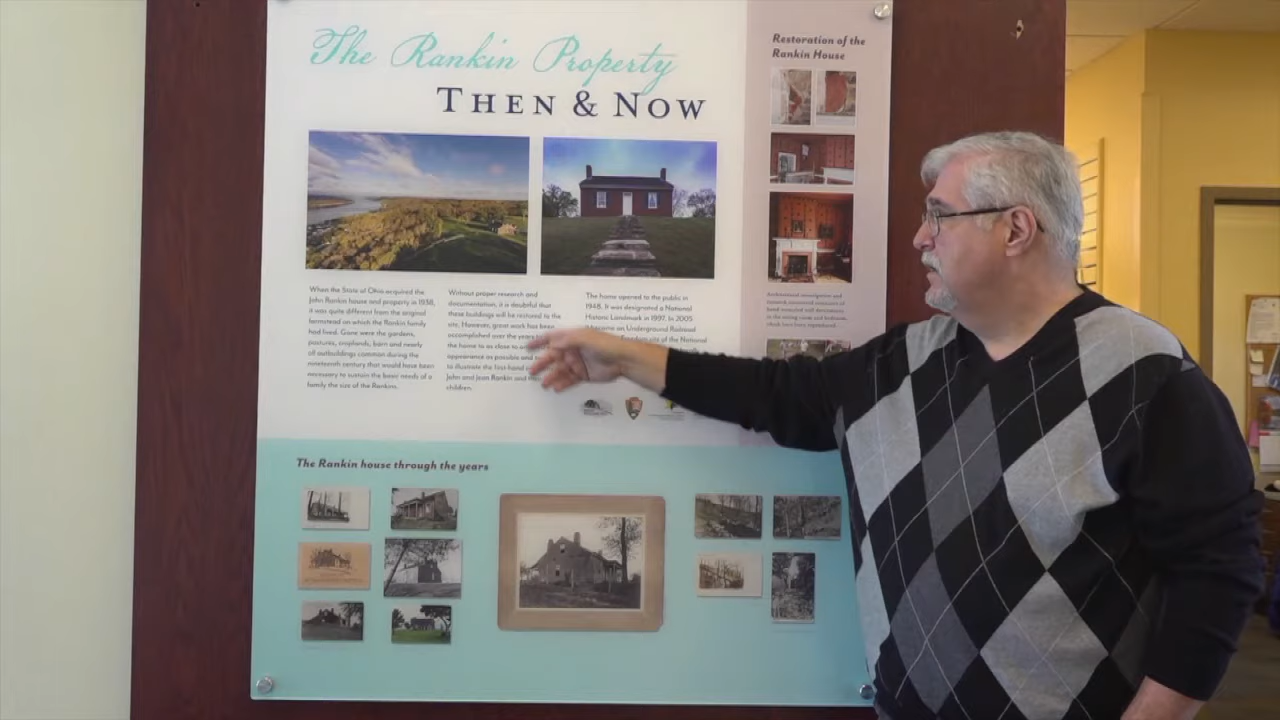 The Rankin Property
THEN & NOW
Restoration of the
Rankin House
When the State of Ohio acquired the
John Rankin house and property in 1938,
it was quite different from the original
farmstead on which the Rankin family
had lived. Gone were the gardens,
pastures, croplands, barn and nearly
all outbuildings common during the
nineteenth century that would have been
necessary to sustain the basic needs of a
family the size of the Rankins.
Without proper research and
documentation, it is doubtful that
these buildings will be restored to the
site. However, great work has been
accomplished over the years
the home to as close to
appearance as possible and
to illustrate the first-hand
John and Jean Rankin and
children.
The home opened to the public in
1948. It was designated a National
Historic Landmark in 1997. In 2005
became an Underground Railroad
Freedom site of the National
The Rankin house through the years